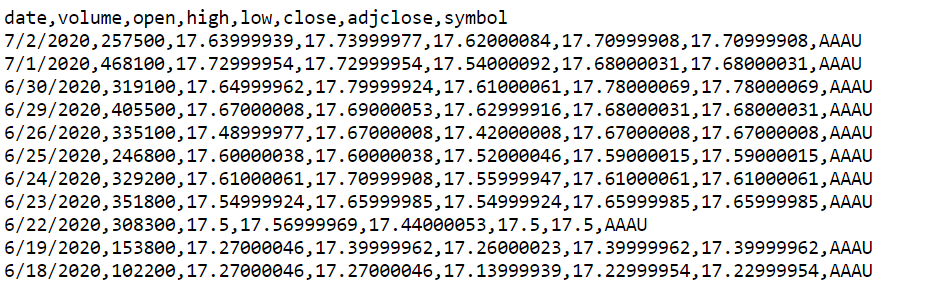 date,volume,open,high,low,close,adjclose,symbol
7/2/2020,257500,17.63999939,17.73999977,17.62000084,17.70999908,17.70999908,AAAU
7/1/2020,468100,17.72999954,17.72999954,17.54000092,17.68000031,17.68000031,AAAU
6/30/2020,319100,17.64999962,17.79999924,17.61000061,17.78000069,17.78000069,AAAU
6/29/2020,405500,17.67000008,17.69000053,17.62999916,17.68000031,17.68000031,AAAU
6/26/2020,335100,17.48999977,17.67000008,17.42000008,17.67000008,17.67000008,AAAU
6/25/2020,246800,17.60000038,17.60000038,17.52000046,17.59000015,17.59000015,AAAU
6/24/2020,329200,17.61000061,17.70999908,17.55999947,17.61000061,17.61000061,AAAU
6/23/2020,351800,17.54999924,17.65999985,17.54999924,17.65999985,17.65999985,AAAU
6/22/2020,308300,17.5,17.56999969,17.44000053,17.5,17.5,AAAU
6/19/2020,153800,17.27000046,17.39999962,17.26000023,17.39999962,17.39999962,AAAU
6/18/2020,102200,17.27000046,17.27000046,17.13999939,17.22999954,17.22999954,AAAU